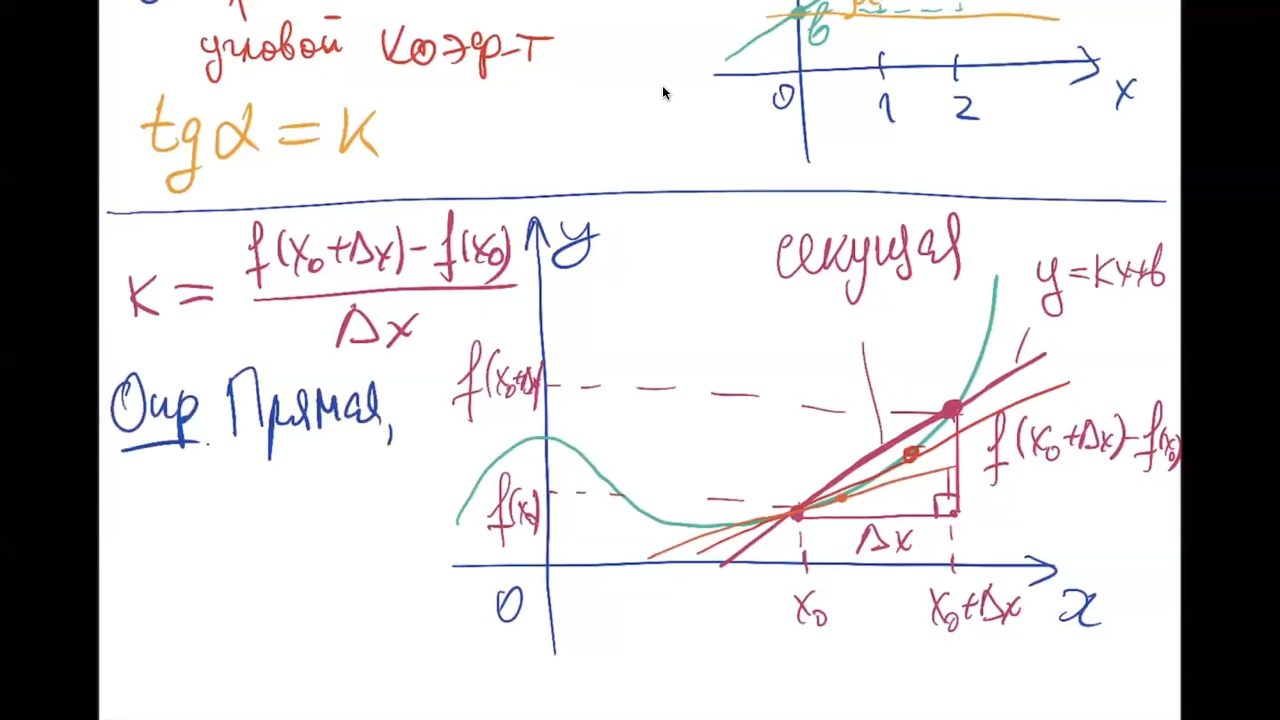 угловой коэф-т
b
0 1 2 x
tg α = K
K = f(x₀+Δx)-f(x₀) / Δx
y
секущая
y=Kx+b
f(x₀+Δx)
Опр. Прямая,
f(x₀+Δx)-f(x₀)
f(x₀)
Δx
0 x₀ x₀+Δx x